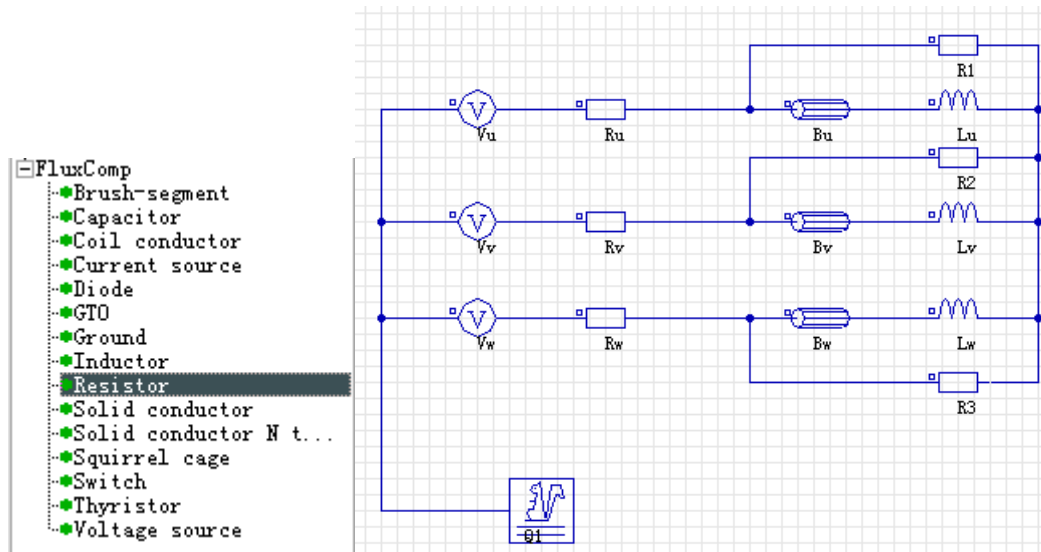 FluxComp
Brush-segment
Capacitor
Coil conductor
Current source
Diode
GTO
Ground
Inductor
Resistor
Solid conductor
Solid conductor N t...
Squirrel cage
Switch
Thyristor
Voltage source
R1
V
Vu
Ru
Bu
Lu
R2
V
Vv
Rv
Bv
Lv
V
Vw
Rw
Bw
Lw
R3
Q1